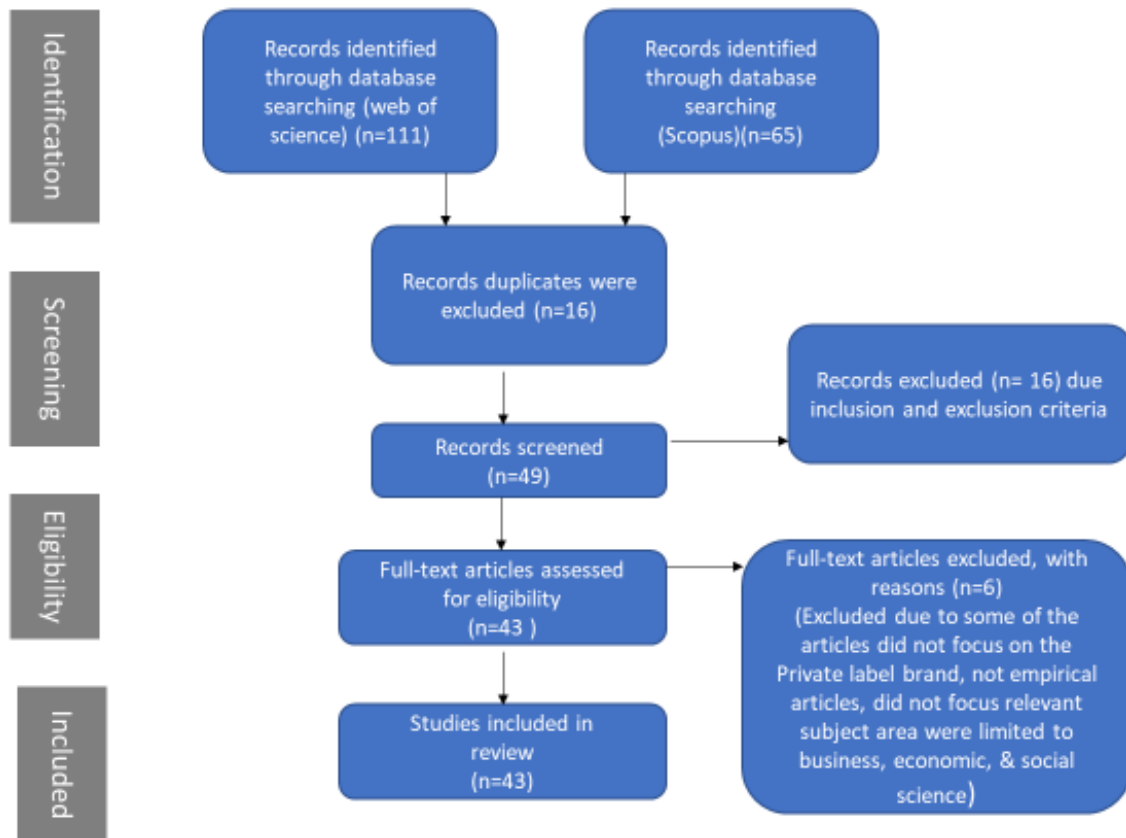 Identification
Records identified
through database
searching (web of
science) (n=111)
Records identified
through database
searching
(Scopus)(n=65)
Screening
Records duplicates were
excluded (n=16)
Records excluded (n= 16) due
inclusion and exclusion criteria
Records screened
(n=49)
Eligibility
Full-text articles assessed
for eligibility
(n=43 )
Full-text articles excluded, with
reasons (n=6)
(Excluded due to some of the
articles did not focus on the
Private label brand, not empirical
articles, did not focus relevant
subject area were limited to
business, economic, & social
science)
Included
Studies included in
review
(n=43)